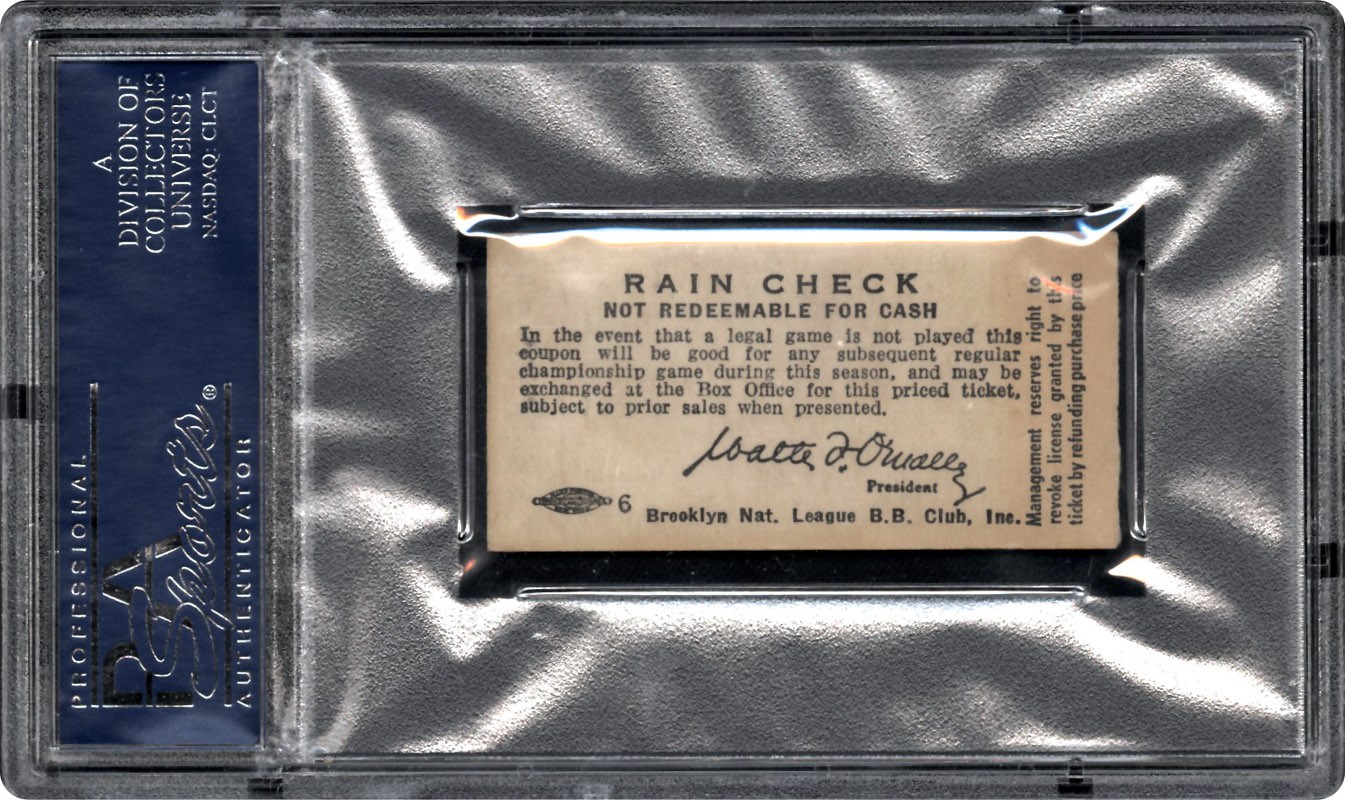 A
DIVISION OF
COLLECTORS
UNIVERSE
NASDAQ: CLCT
PROFESSIONAL
PSA
Sports®
AUTHENTICATOR
RAIN CHECK
NOT REDEEMABLE FOR CASH
In the event that a legal game is not played this
coupon will be good for any subsequent regular
championship game during this season, and may be
exchanged at the Box Office for this priced ticket,
subject to prior sales when presented.
Walter F. O'Malley
President
6
Brooklyn Nat. League B.B. Club, Inc.
Management reserves right to
revoke license granted by this
ticket by refunding purchase price